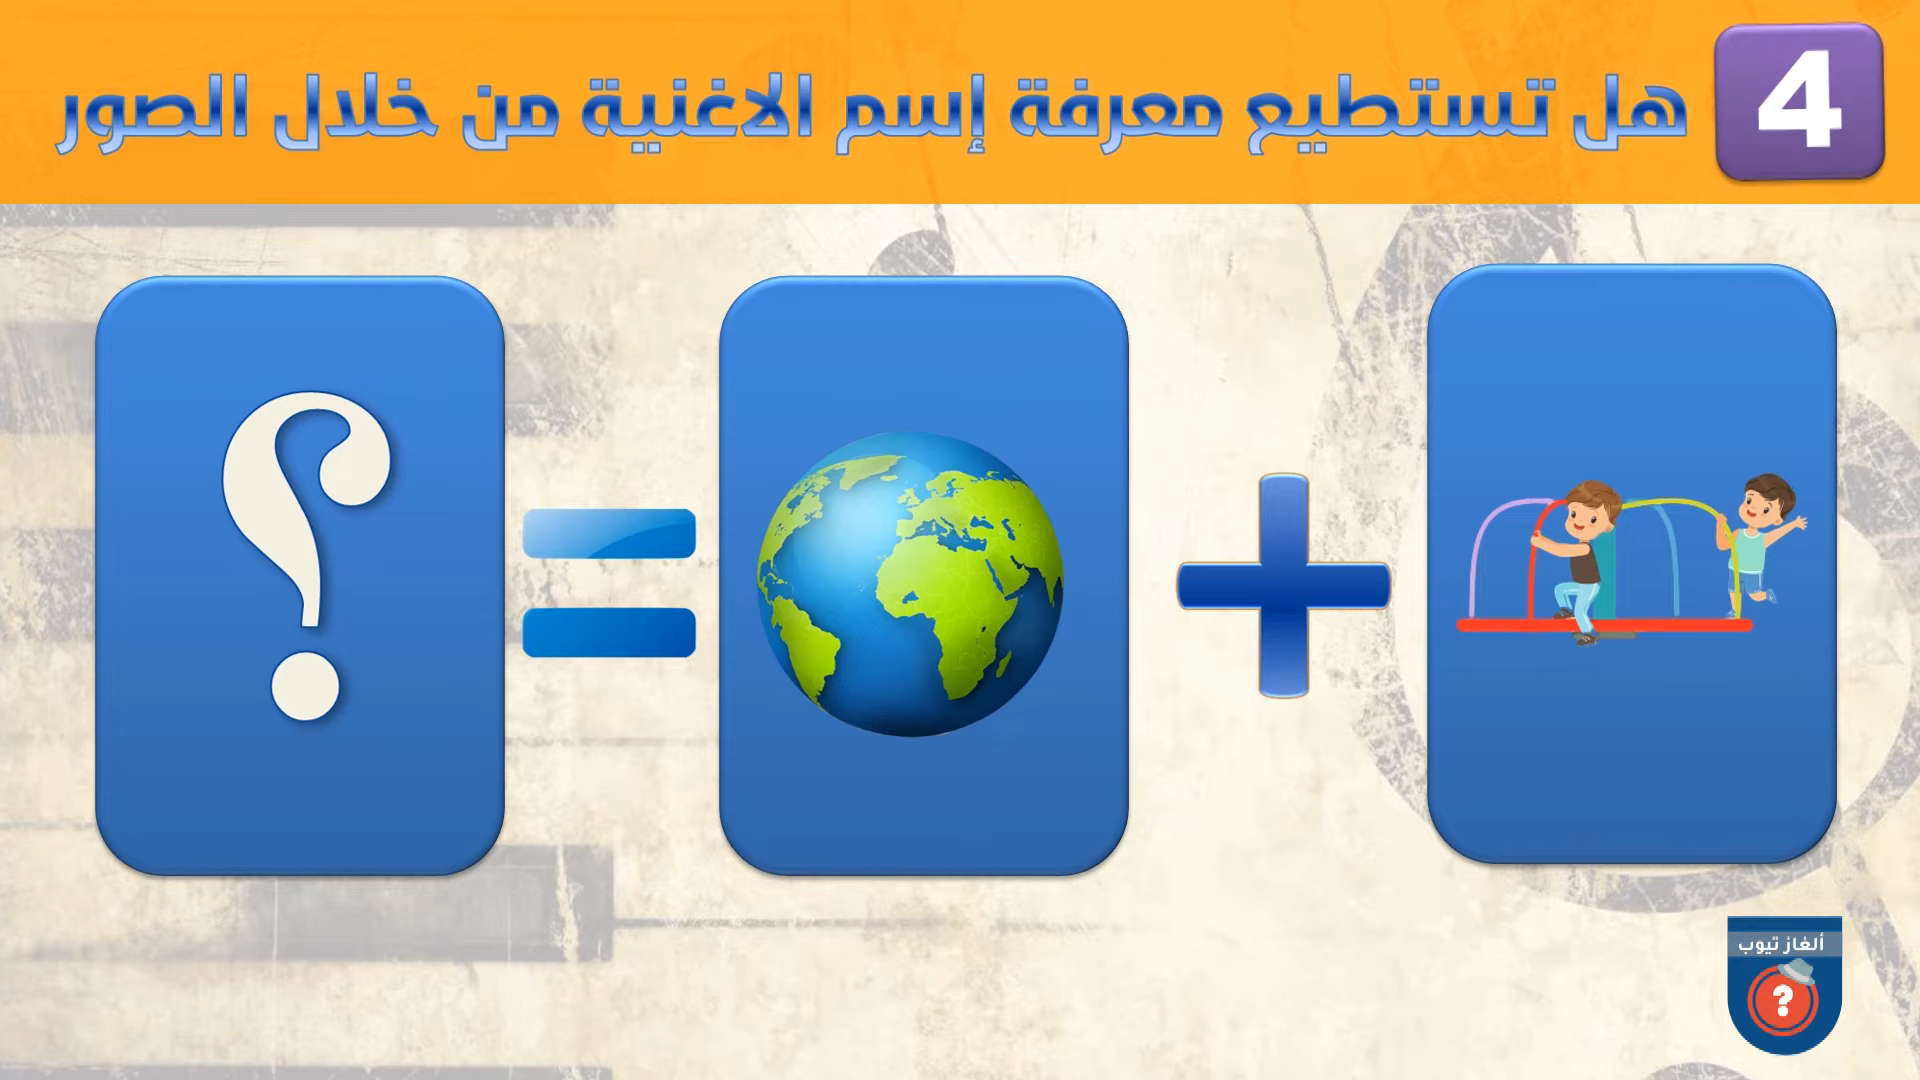 4
هل تستطيع معرفة إسم الاغنية من خلال الصور
؟
ألغاز تيوب
?